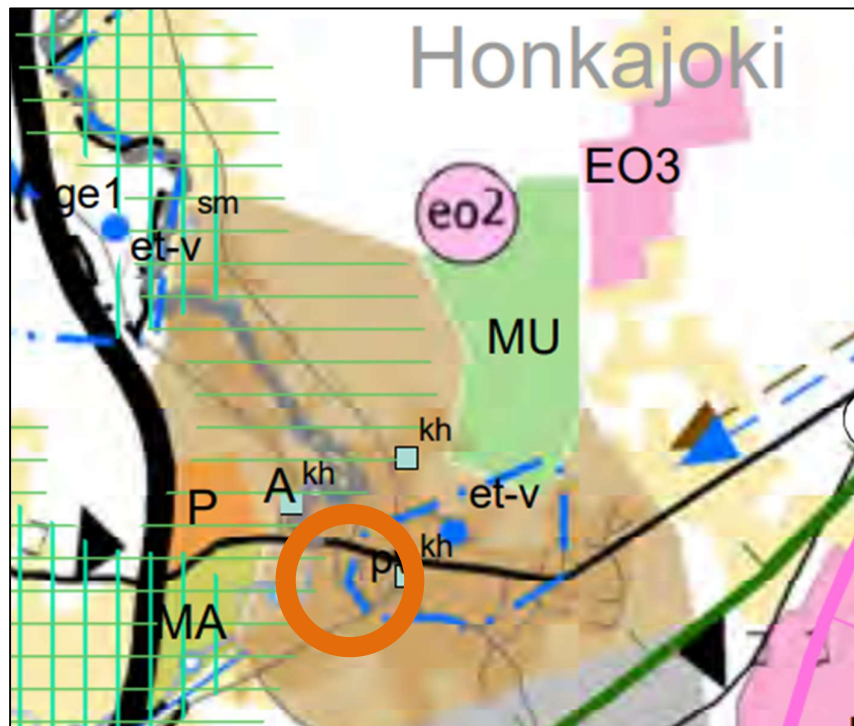 Honkajoki
EO3
ge1
sm
eo2
et-v
MU
kh
A kh
et-v
P
p kh
MA